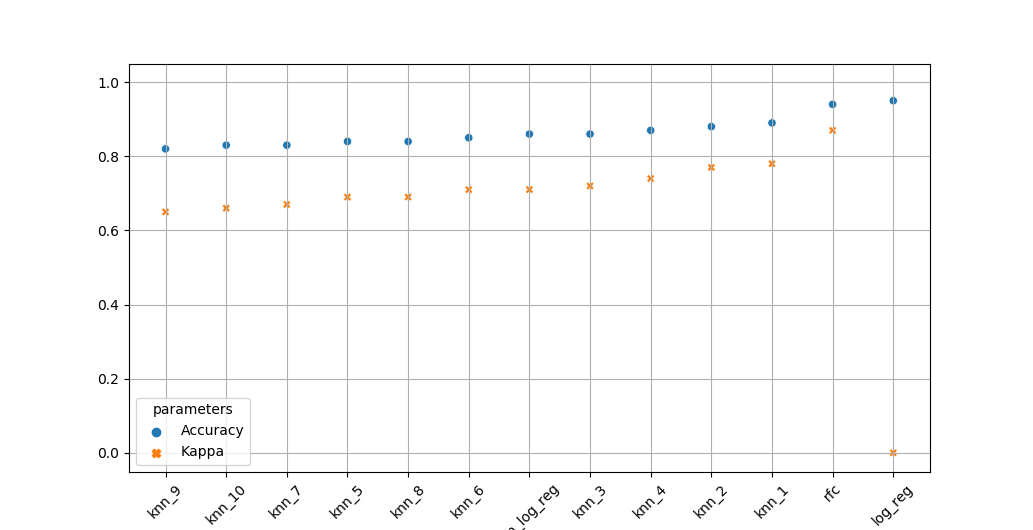 1.0
0.8
0.6
0.4
0.2
0.0
parameters
Accuracy
Kappa
knn_9
knn_10
knn_7
knn_5
knn_8
knn_6
_log_reg
knn_3
knn_4
knn_2
knn_1
rfc
log_reg